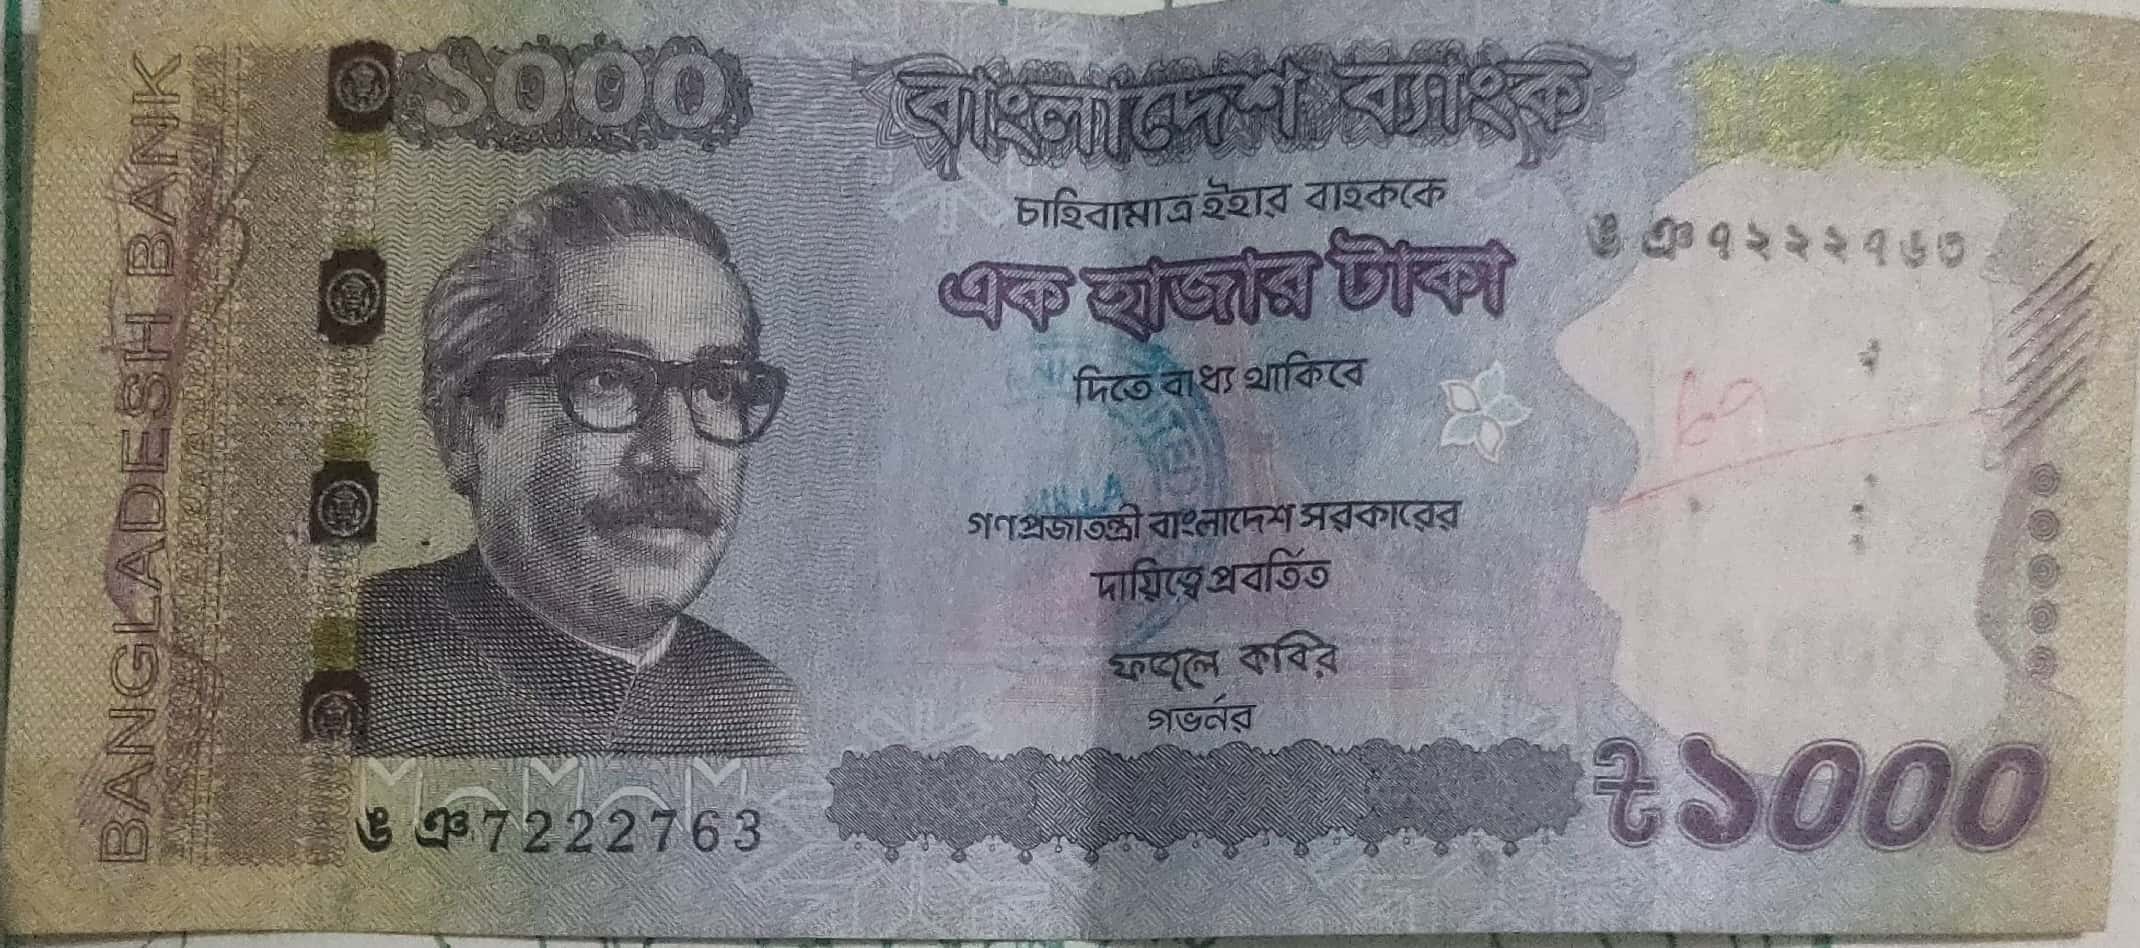 BANGLADESH BANK
১০০০
বাংলাদেশ ব্যাংক
চাহিবামাত্র ইহার বাহককে
এক হাজার টাকা
দিতে বাধ্য থাকিবে
গণপ্রজাতন্ত্রী বাংলাদেশ সরকারের
দায়িত্বে প্রবর্তিত
ফজলে কবির
গভর্নর
ঙ ঞ ৭২২২৭৬৩
ঙ ঞ 7222763
৳১০০০